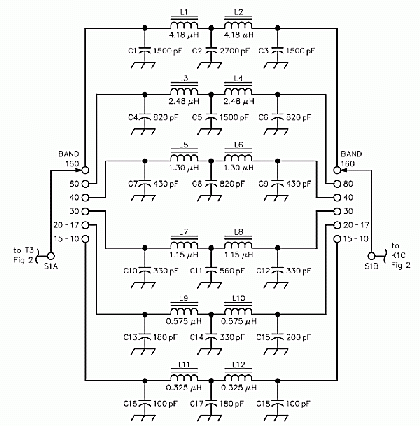 L1 L2
4.18 μH 4.18 μH
C1 1500 pF C2 2700 pF C3 1500 pF
L3 L4
2.48 μH 2.48 μH
C4 820 pF C5 1500 pF C6 820 pF
L5 L6
1.30 μH 1.30 μH
C7 430 pF C8 820 pF C9 430 pF
BAND BAND
160 160
80 80
40 40
30 30
20 - 17 20 - 17
15 - 10 15 - 10
to T3
Fig 2
S1A
to
K10
Fig 2
S1B
L7 L8
1.15 μH 1.15 μH
C10 330 pF C11 560 pF C12 330 pF
L9 L10
0.575 μH 0.575 μH
C13 180 pF C14 330 pF C15 200 pF
L11 L12
0.325 μH 0.325 μH
C16 100 pF C17 180 pF C18 100 pF